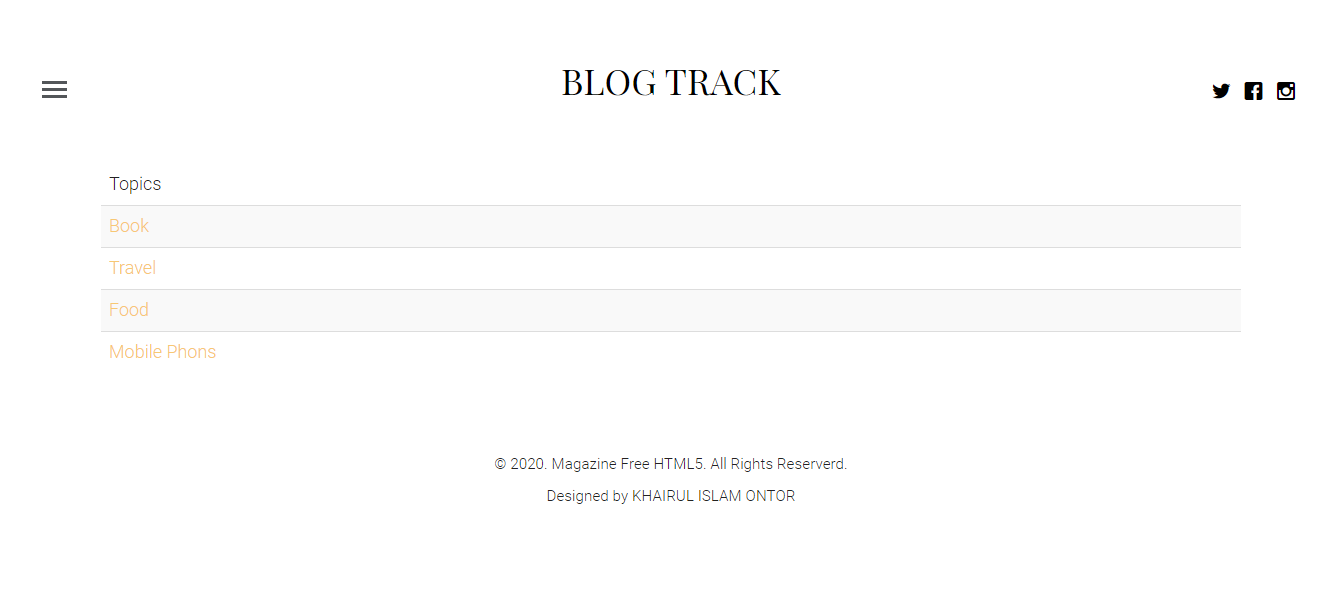 BLOG TRACK
Topics
Book
Travel
Food
Mobile Phons
© 2020. Magazine Free HTML5. All Rights Reserverd.
Designed by KHAIRUL ISLAM ONTOR